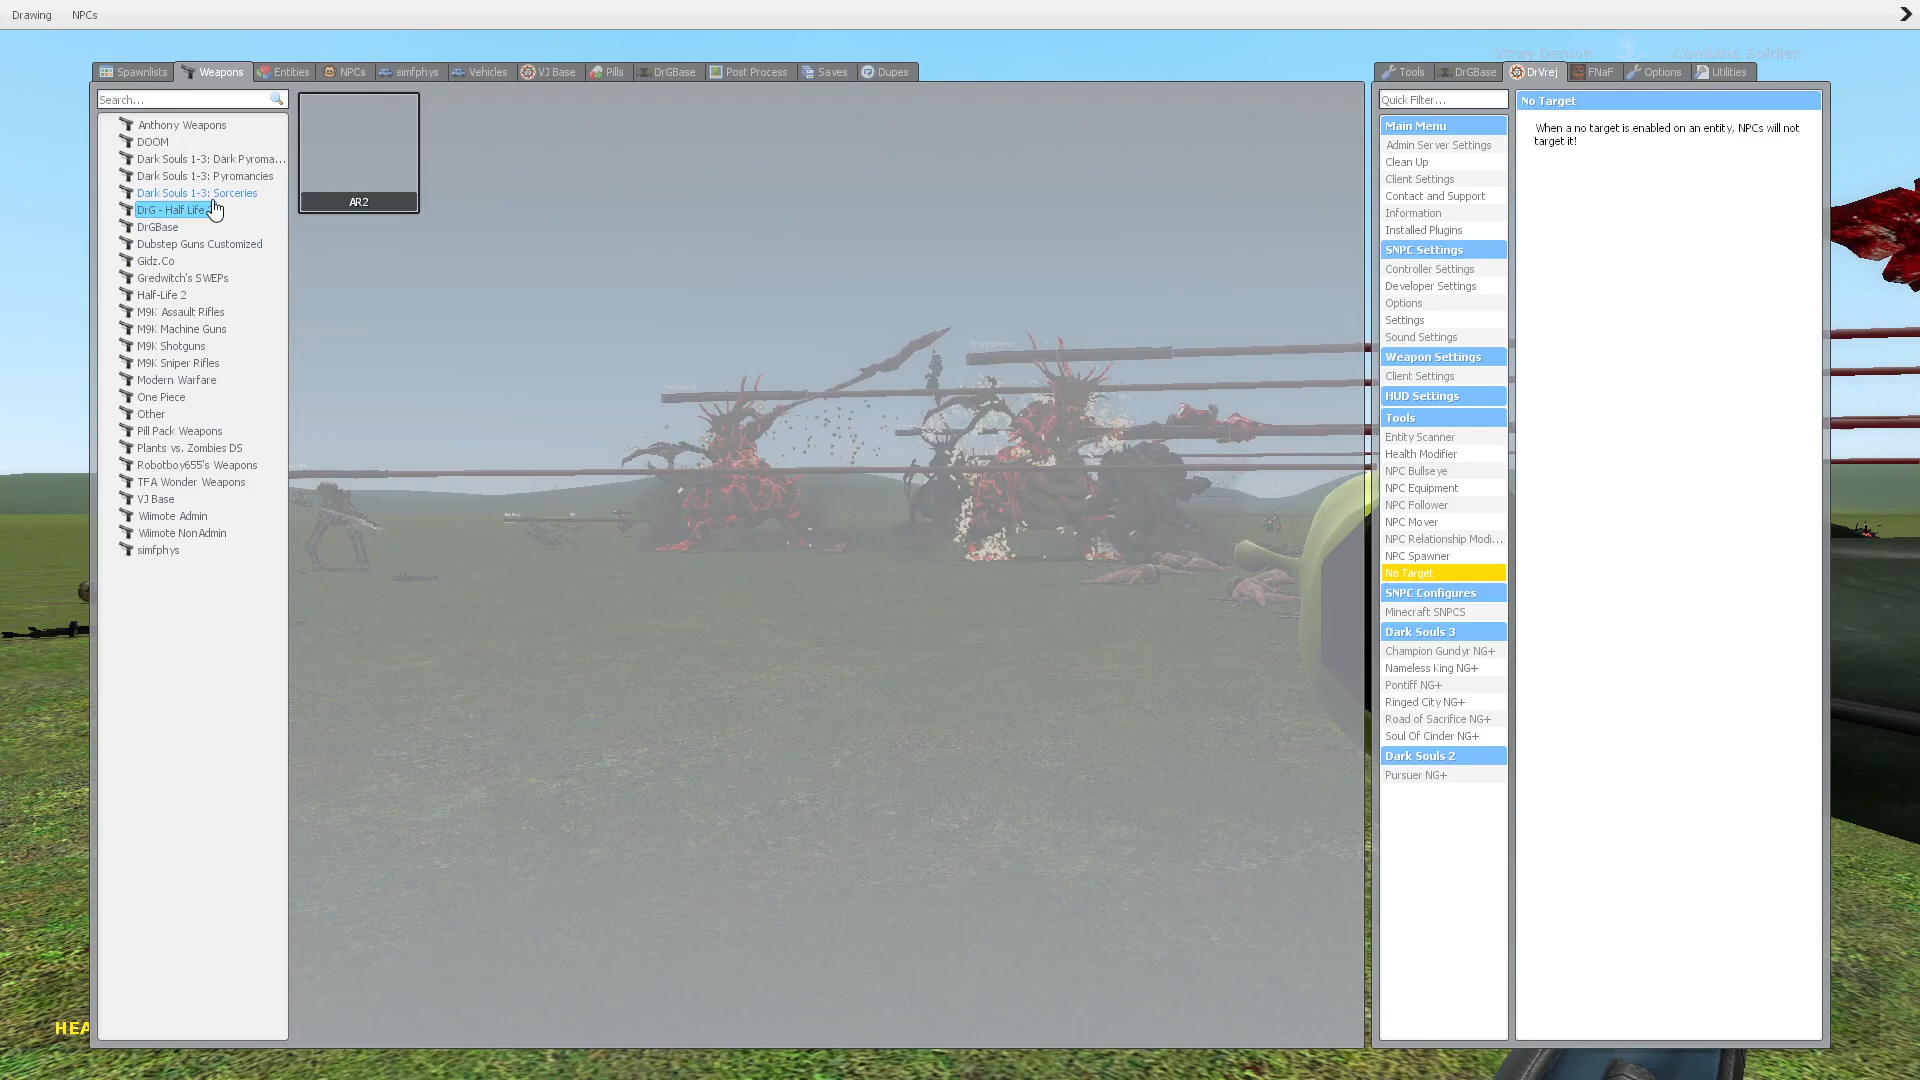 Drawing NPCs
Stray Demon Combine Soldier
Spawnlists Weapons Entities NPCs simfphys Vehicles VJ Base Pills DrGBase Post Process Saves Dupes
Search...
Anthony Weapons
DOOM
Dark Souls 1-3: Dark Pyroma...
Dark Souls 1-3: Pyromancies
Dark Souls 1-3: Sorceries
DrG - Half Life
DrGBase
Dubstep Guns Customized
Gidz.Co
Gredwitch's SWEPs
Half-Life 2
M9K Assault Rifles
M9K Machine Guns
M9K Shotguns
M9K Sniper Rifles
Modern Warfare
One Piece
Other
Pill Pack Weapons
Plants vs. Zombies DS
Robotboy655's Weapons
TFA Wonder Weapons
VJ Base
Wiimote Admin
Wiimote NonAdmin
simfphys
AR2
HEA
Tools DrGBase DrVrej FNaF Options Utilities
Quick Filter...
Main Menu
Admin Server Settings
Clean Up
Client Settings
Contact and Support
Information
Installed Plugins
SNPC Settings
Controller Settings
Developer Settings
Options
Settings
Sound Settings
Weapon Settings
Client Settings
HUD Settings
Tools
Entity Scanner
Health Modifier
NPC Bullseye
NPC Equipment
NPC Follower
NPC Mover
NPC Relationship Modi...
NPC Spawner
No Target
SNPC Configures
Minecraft SNPCS
Dark Souls 3
Champion Gundyr NG+
Nameless King NG+
Pontiff NG+
Ringed City NG+
Road of Sacrifice NG+
Soul Of Cinder NG+
Dark Souls 2
Pursuer NG+
No Target
When a no target is enabled on an entity, NPCs will not
target it!